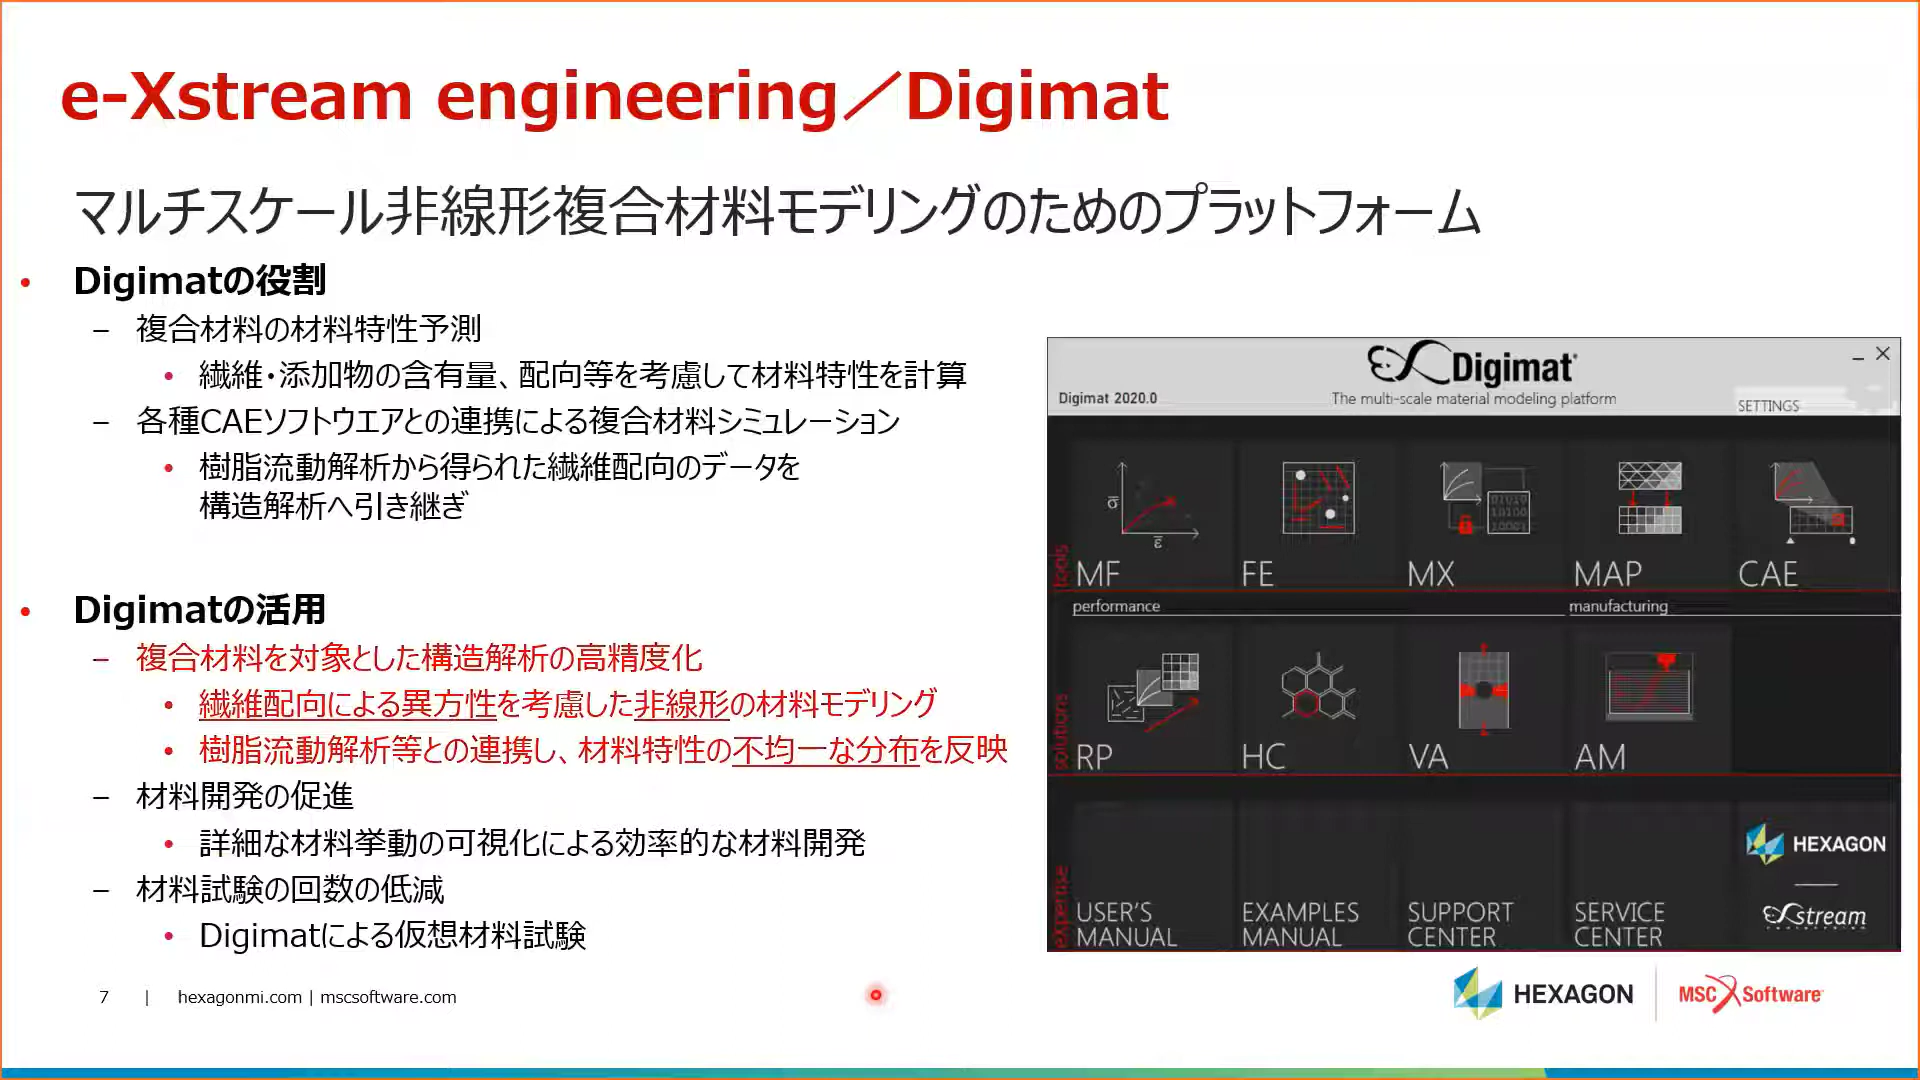 e-Xstream engineering／Digimat
マルチスケール非線形複合材料モデリングのためのプラットフォーム
• Digimatの役割
– 複合材料の材料特性予測
• 繊維・添加物の含有量、配向等を考慮して材料特性を計算
– 各種CAEソフトウエアとの連携による複合材料シミュレーション
• 樹脂流動解析から得られた繊維配向のデータを
構造解析へ引き継ぎ
• Digimatの活用
– 複合材料を対象とした構造解析の高精度化
• 繊維配向による異方性を考慮した非線形の材料モデリング
• 樹脂流動解析等との連携し、材料特性の不均一な分布を反映
– 材料開発の促進
• 詳細な材料挙動の可視化による効率的な材料開発
– 材料試験の回数の低減
• Digimatによる仮想材料試験
Digimat
Digimat 2020.0
The multi-scale material modeling platform
SETTINGS
tools
σ
ε
01010
10100
10001
MF
FE
MX
MAP
CAE
performance
manufacturing
solutions
RP
HC
VA
AM
expertise
USER'S
MANUAL
EXAMPLES
MANUAL
SUPPORT
CENTER
SERVICE
CENTER
HEXAGON
e-Xstream
ENGINEERING
7 | hexagonmi.com | mscsoftware.com
HEXAGON
MSC Software